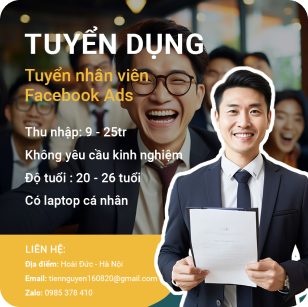 TUYỂN DỤNG
Tuyển nhân viên
Facebook Ads
Thu nhập: 9 - 25tr
Không yêu cầu kinh nghiệm
Độ tuổi : 20 - 26 tuổi
Có laptop cá nhân
LIÊN HỆ:
Địa điểm: Hoài Đức - Hà Nội
Email: tiennguyen160820@gmail.com
Zalo: 0985 378 410